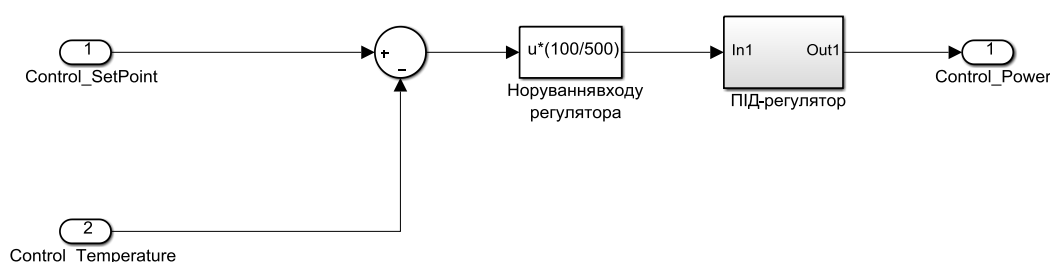 1
Control_SetPoint
+
−
u*(100/500)
Норуваннявходу
регулятора
In1
Out1
ПІД-регулятор
1
Control_Power
2
Control_Temperature